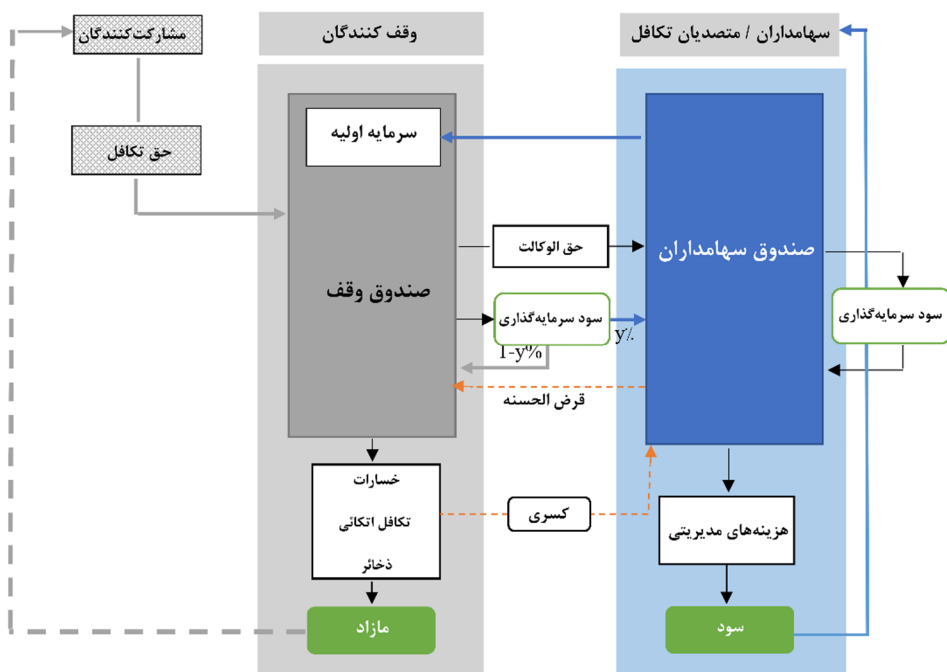 سهامداران / متصدیان تکافل
وقف کنندگان
مشارکت‌کنندگان
حق تکافل
سرمایه اولیه
صندوق وقف
صندوق سهامداران
حق الوکالت
سود سرمایه‌گذاری
y٪
1-y%
سود سرمایه‌گذاری
قرض الحسنه
خسارات
تکافل اتکائی
ذخائر
کسری
هزینه‌های مدیریتی
مازاد
سود